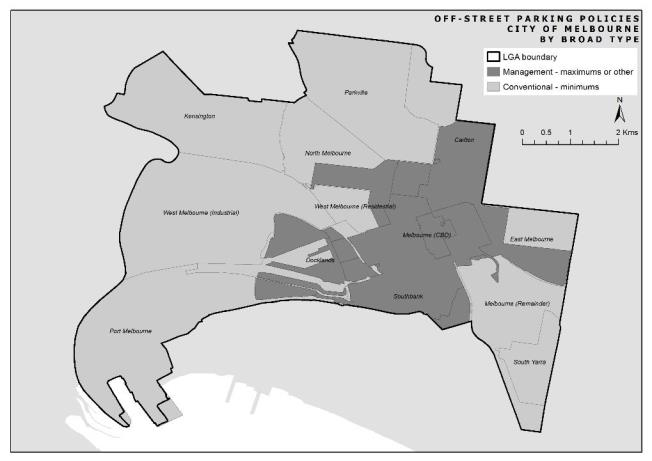 OFF-STREET PARKING POLICIES
CITY OF MELBOURNE
BY BROAD TYPE
LGA boundary
Management - maximums or other
Conventional - minimums
N
0 0.5 1 2 Kms
Parkville
Kensington
Carlton
North Melbourne
West Melbourne (Residential)
West Melbourne (Industrial)
Melbourne (CBD)
East Melbourne
Docklands
Southbank
Melbourne (Remainder)
Port Melbourne
South Yarra